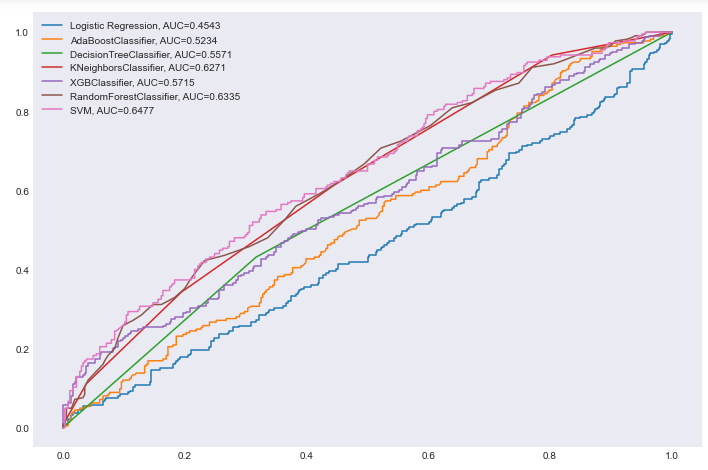 Logistic Regression, AUC=0.4543
AdaBoostClassifier, AUC=0.5234
DecisionTreeClassifier, AUC=0.5571
KNeighborsClassifier, AUC=0.6271
XGBClassifier, AUC=0.5715
RandomForestClassifier, AUC=0.6335
SVM, AUC=0.6477
1.0
0.8
0.6
0.4
0.2
0.0
0.0 0.2 0.4 0.6 0.8 1.0